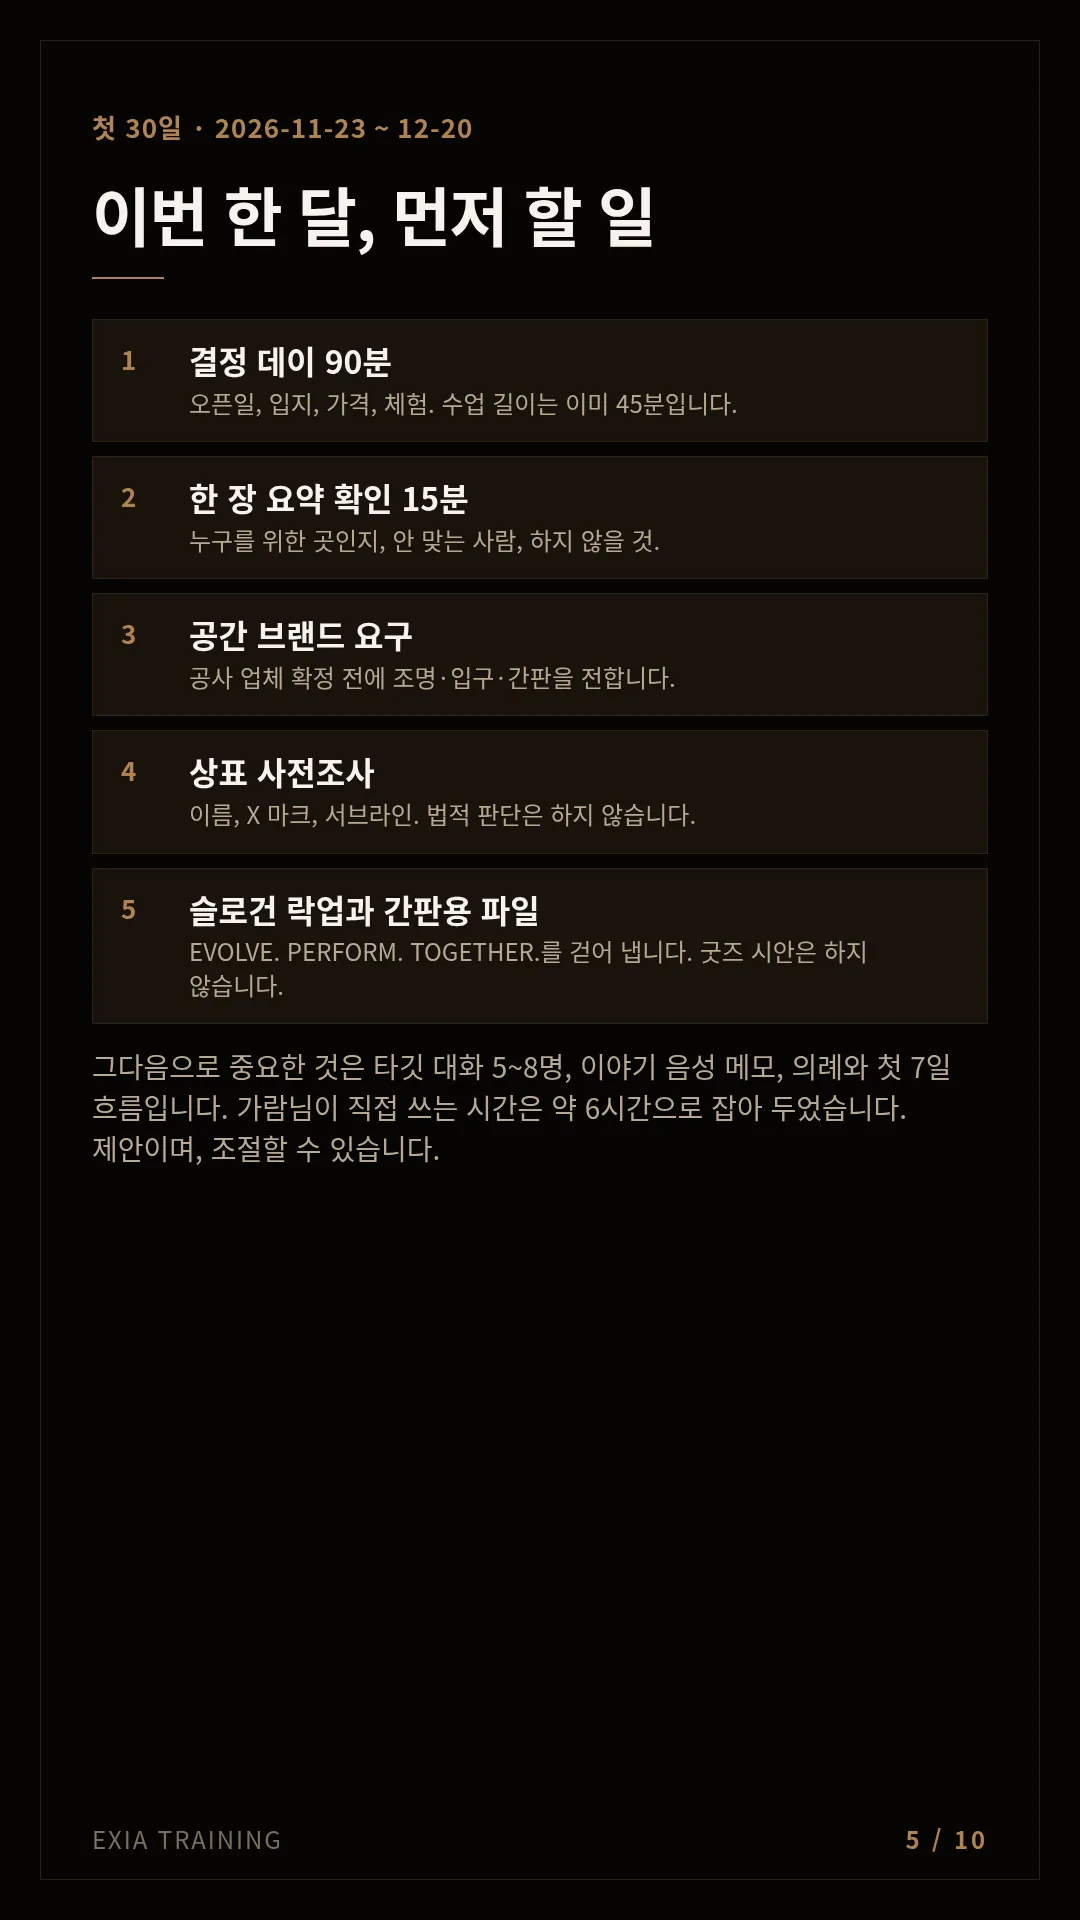 첫 30일 · 2026-11-23 ~ 12-20
이번 한 달, 먼저 할 일
1
결정 데이 90분
오픈일, 입지, 가격, 체험. 수업 길이는 이미 45분입니다.
2
한 장 요약 확인 15분
누구를 위한 곳인지, 안 맞는 사람, 하지 않을 것.
3
공간 브랜드 요구
공사 업체 확정 전에 조명·입구·간판을 전합니다.
4
상표 사전조사
이름, X 마크, 서브라인. 법적 판단은 하지 않습니다.
5
슬로건 락업과 간판용 파일
EVOLVE. PERFORM. TOGETHER.를 걷어 냅니다. 굿즈 시안은 하지
않습니다.
그다음으로 중요한 것은 타깃 대화 5~8명, 이야기 음성 메모, 의례와 첫 7일
흐름입니다. 가람님이 직접 쓰는 시간은 약 6시간으로 잡아 두었습니다.
제안이며, 조절할 수 있습니다.
EXIA TRAINING
5 / 10